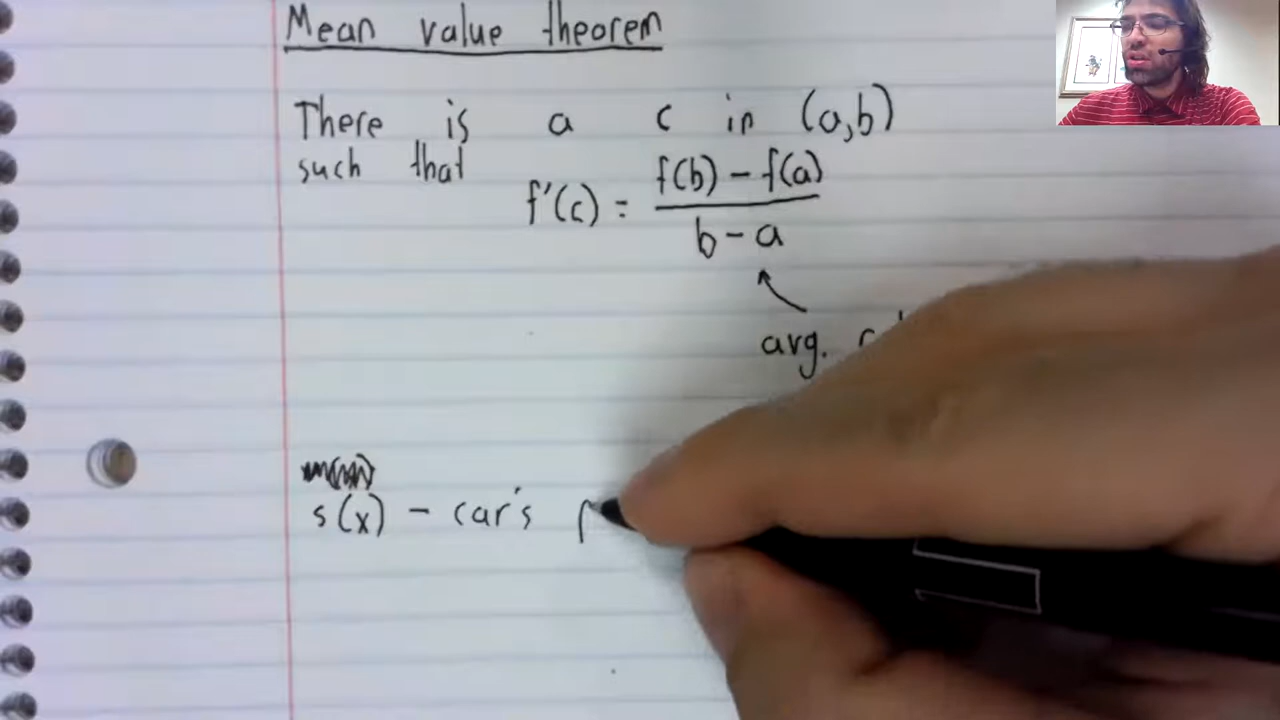 Mean value theorem
There is a c in (a,b)
such that
f'(c) = f(b) - f(a) / b - a
avg.
s(x) - car's